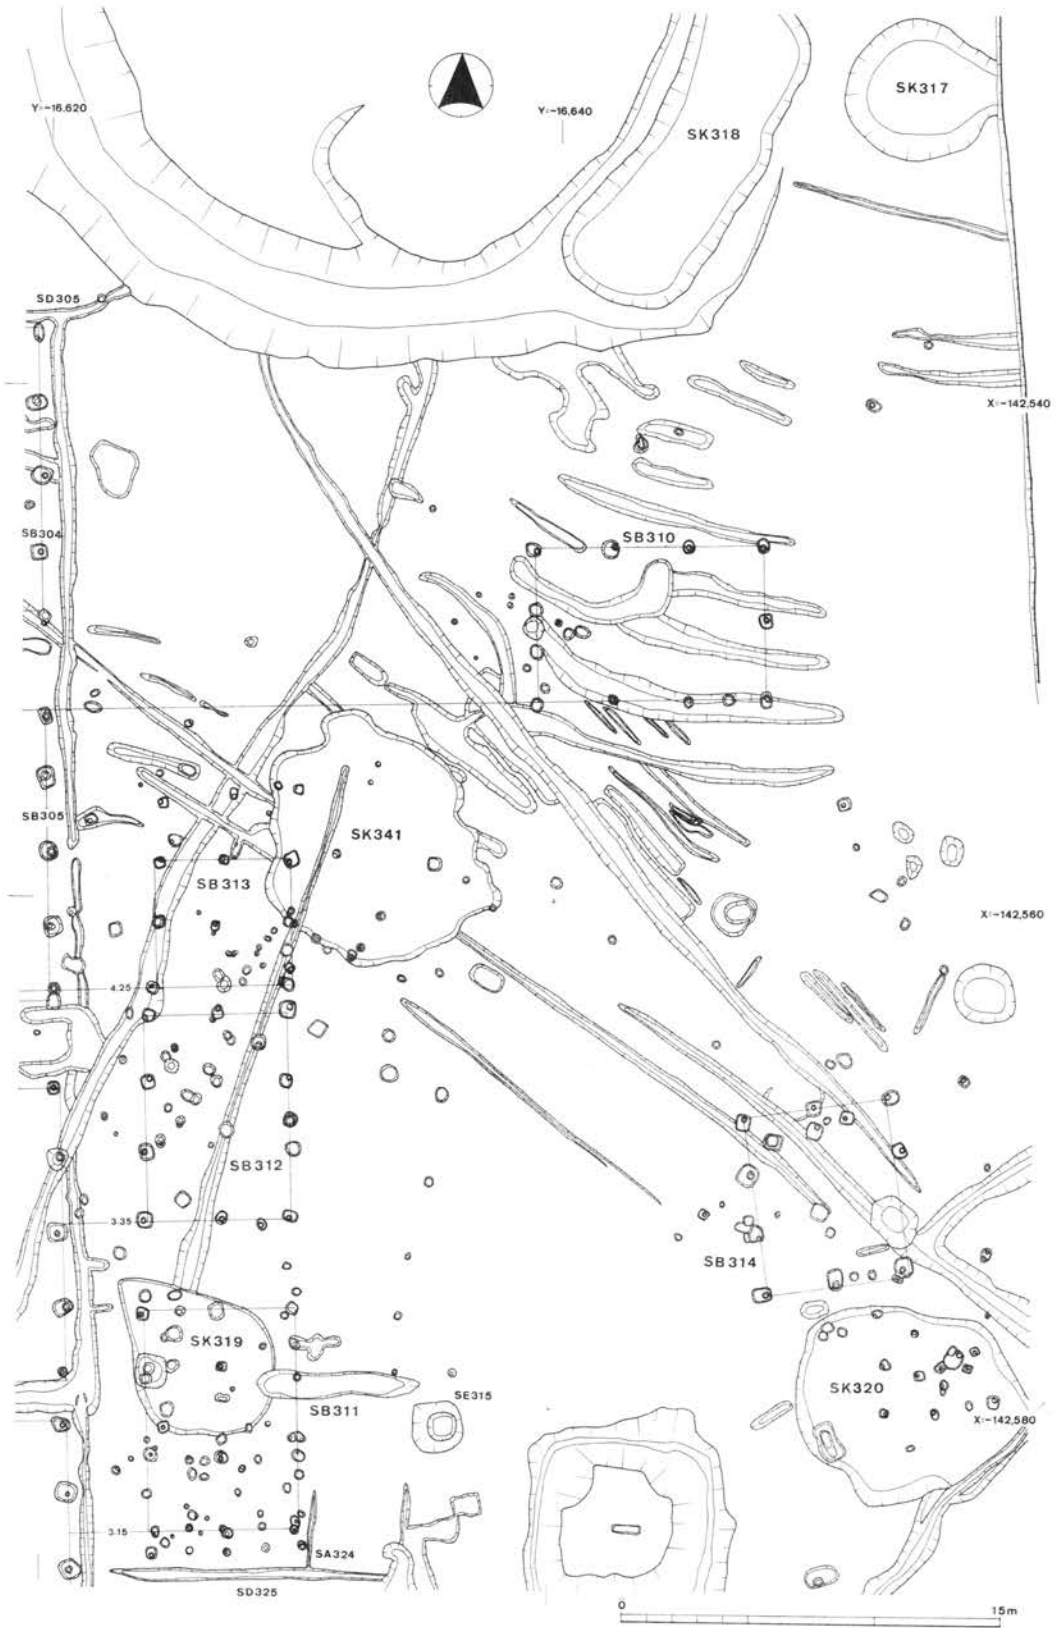 SK317
Y=-16,620
Y=-16,640
SK318
SD305
X=-142,540
SB304
SB310
SB305
SK341
SB313
X=-142,560
4.25
SB312
3.35
SB314
SK319
SK320
SB311
SE315
X=-142,580
3.15
SA324
SD325
0
15m